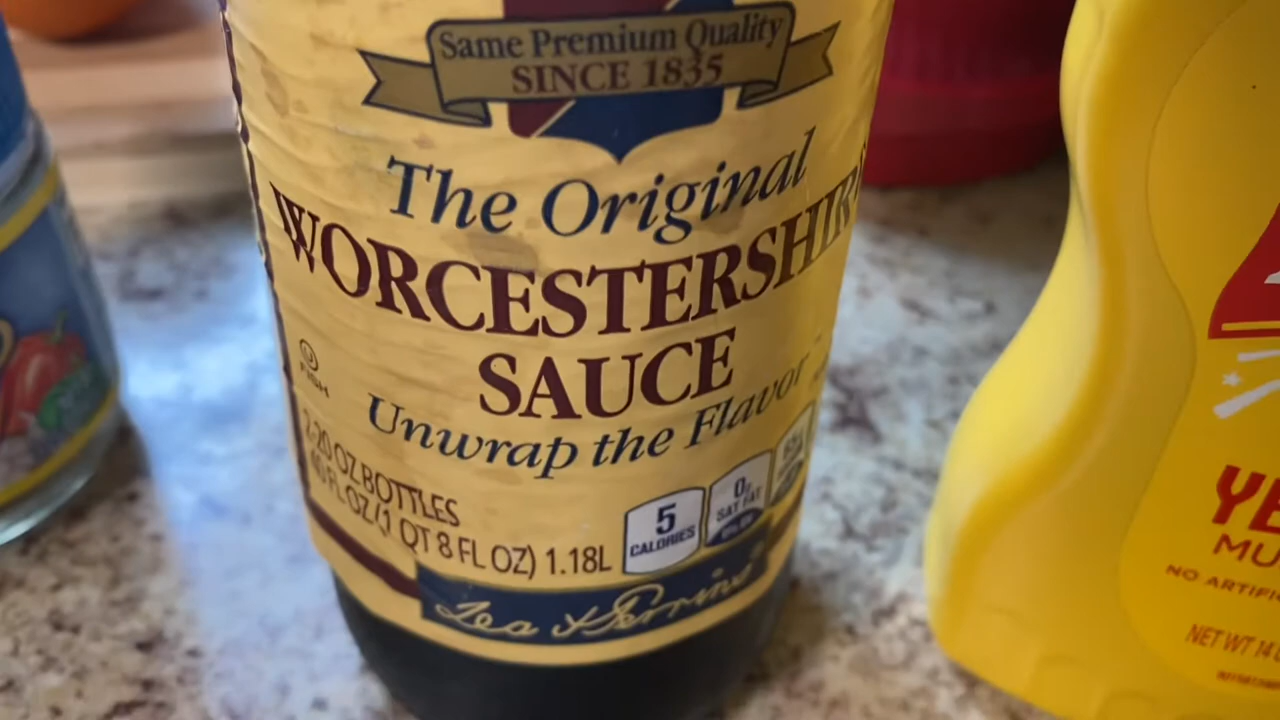 Same Premium Quality
SINCE 1835
The Original
WORCESTERSHIR
SAUCE
Unwrap the Flavor
FISH
2-20 OZ BOTTLES
40 FL OZ (1 QT 8 FL OZ) 1.18L
5
CALORIES
0g
SAT FAT
Lea & Perrins
YE
MU
NO ARTIFI
NET WT 14